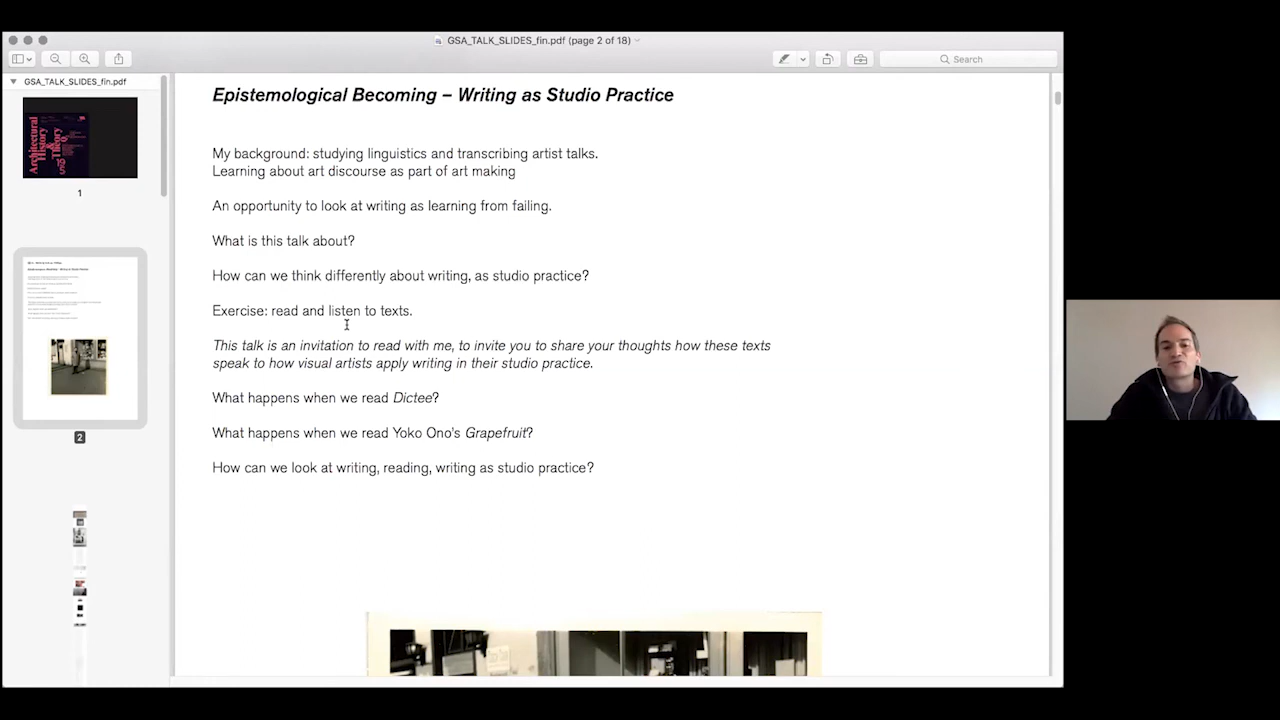 GSA_TALK_SLIDES_fin.pdf (page 2 of 18)
Search
GSA_TALK_SLIDES_fin.pdf
Architectural
History
&
Theory
1
2
Epistemological Becoming – Writing as Studio Practice
My background: studying linguistics and transcribing artist talks.
Learning about art discourse as part of art making
An opportunity to look at writing as learning from failing.
What is this talk about?
How can we think differently about writing, as studio practice?
Exercise: read and listen to texts.
This talk is an invitation to read with me, to invite you to share your thoughts how these texts
speak to how visual artists apply writing in their studio practice.
What happens when we read Dictee?
What happens when we read Yoko Ono's Grapefruit?
How can we look at writing, reading, writing as studio practice?